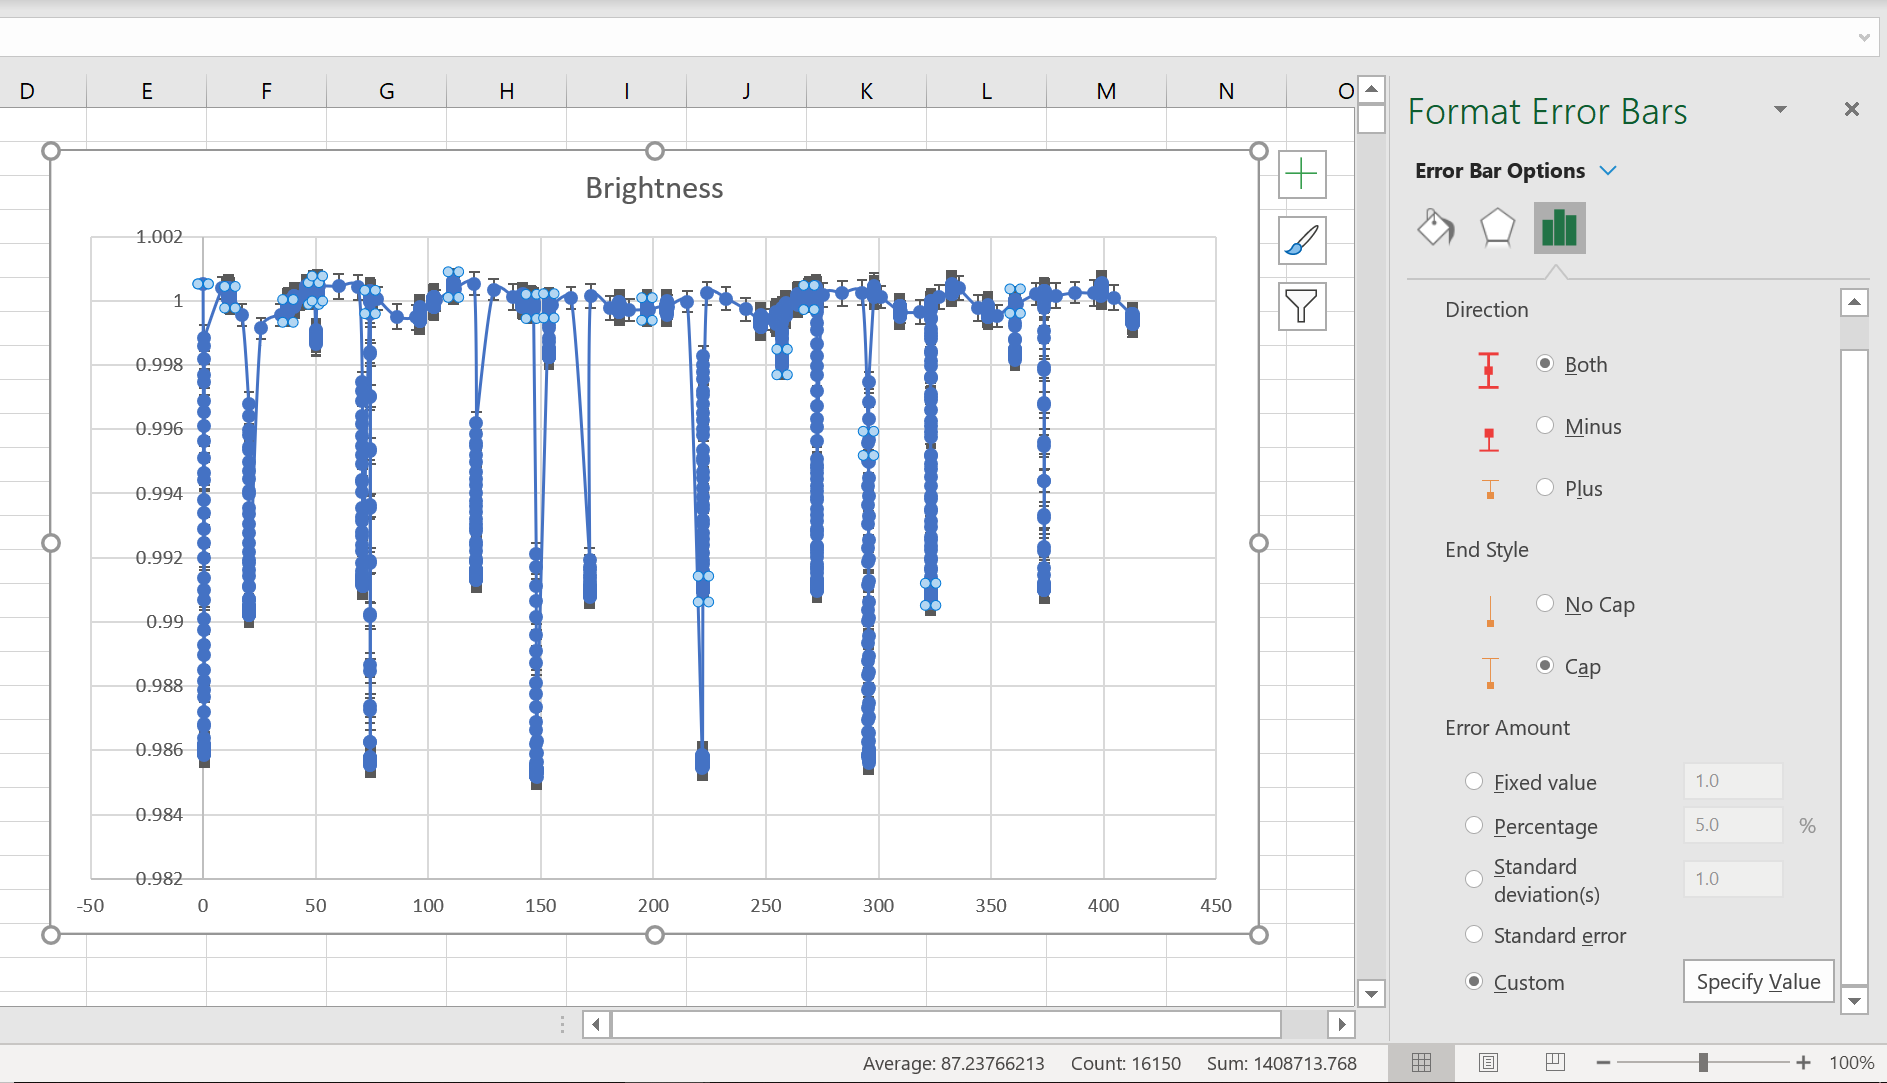 D E F G H I J K L M N O
Format Error Bars
Error Bar Options
Brightness
1.002
1
0.998
0.996
0.994
0.992
0.99
0.988
0.986
0.984
0.982
-50 0 50 100 150 200 250 300 350 400 450
Direction
Both
Minus
Plus
End Style
No Cap
Cap
Error Amount
Fixed value 1.0
Percentage 5.0 %
Standard
deviation(s) 1.0
Standard error
Custom Specify Value
Average: 87.23766213 Count: 16150 Sum: 1408713.768 100%